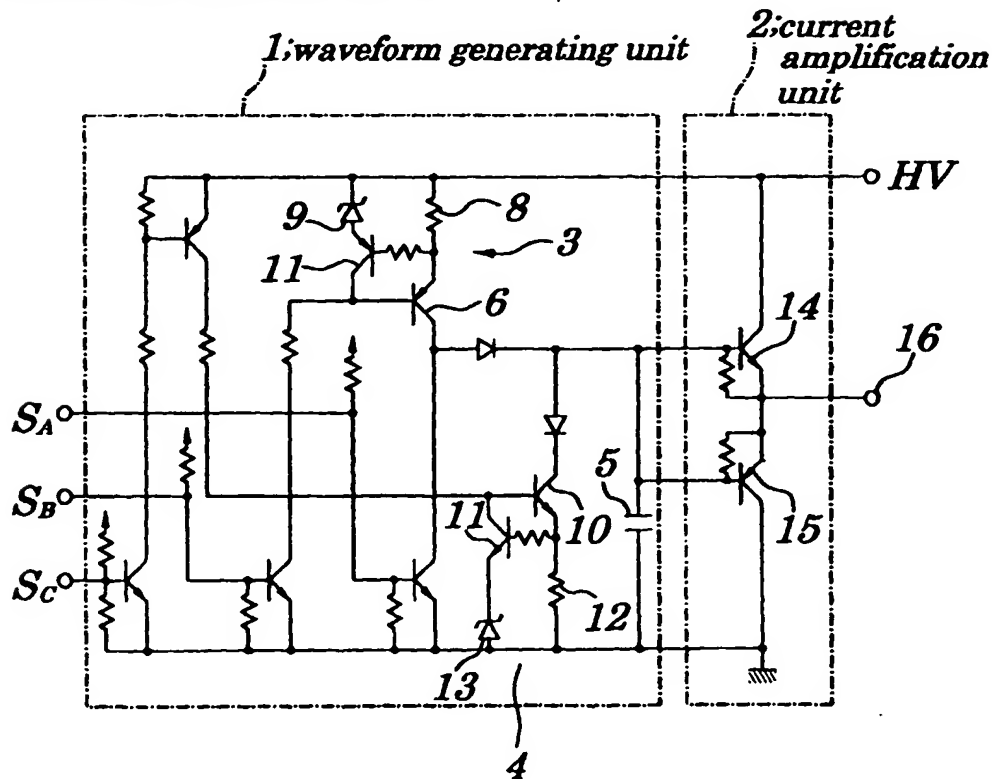 1;waveform generating unit
2;current
amplification
unit
HV
9
8
3
11
6
14
16
SA
SB
5
10
11
15
SC
12
13
4